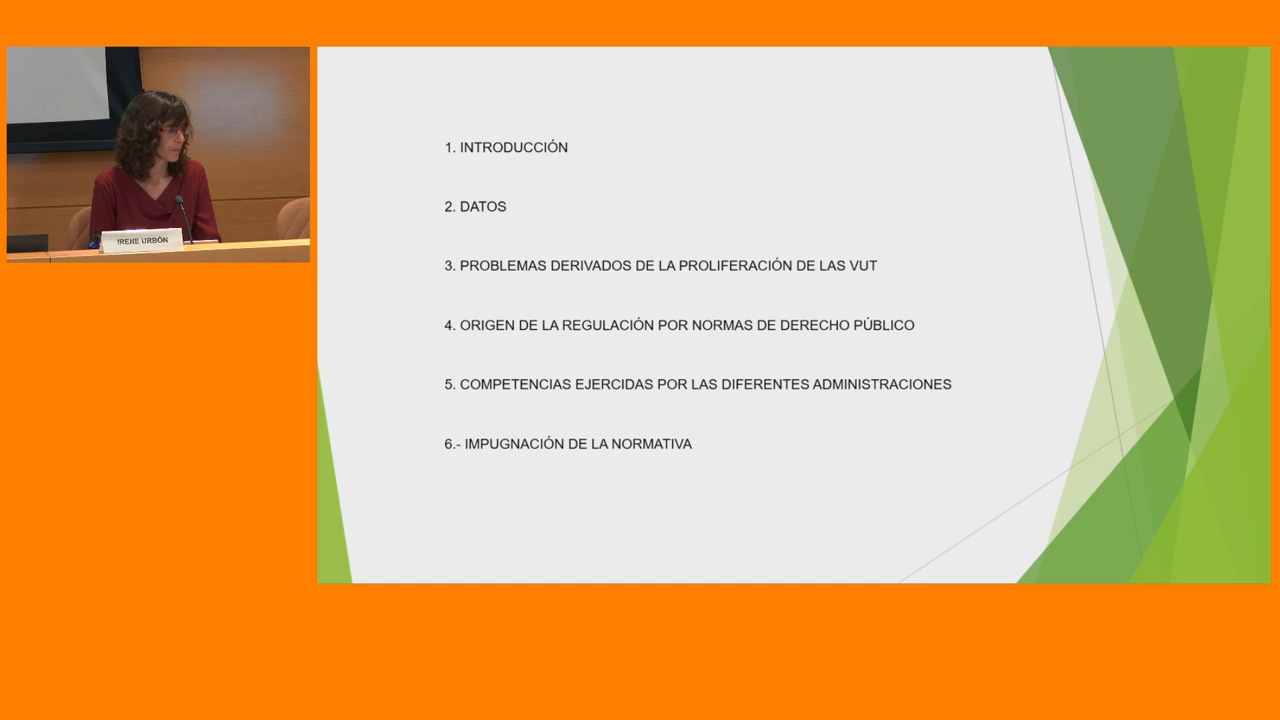 IRENE URBÓN
1. INTRODUCCIÓN
2. DATOS
3. PROBLEMAS DERIVADOS DE LA PROLIFERACIÓN DE LAS VUT
4. ORIGEN DE LA REGULACIÓN POR NORMAS DE DERECHO PÚBLICO
5. COMPETENCIAS EJERCIDAS POR LAS DIFERENTES ADMINISTRACIONES
6.- IMPUGNACIÓN DE LA NORMATIVA